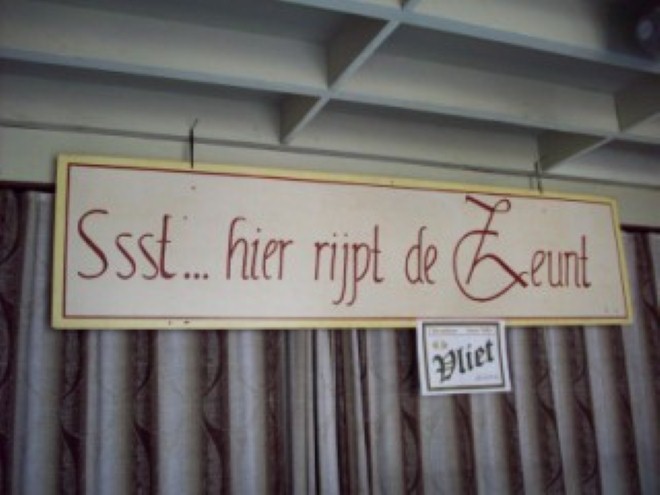 Ssst... hier rijpt de Zeunt
Vliet